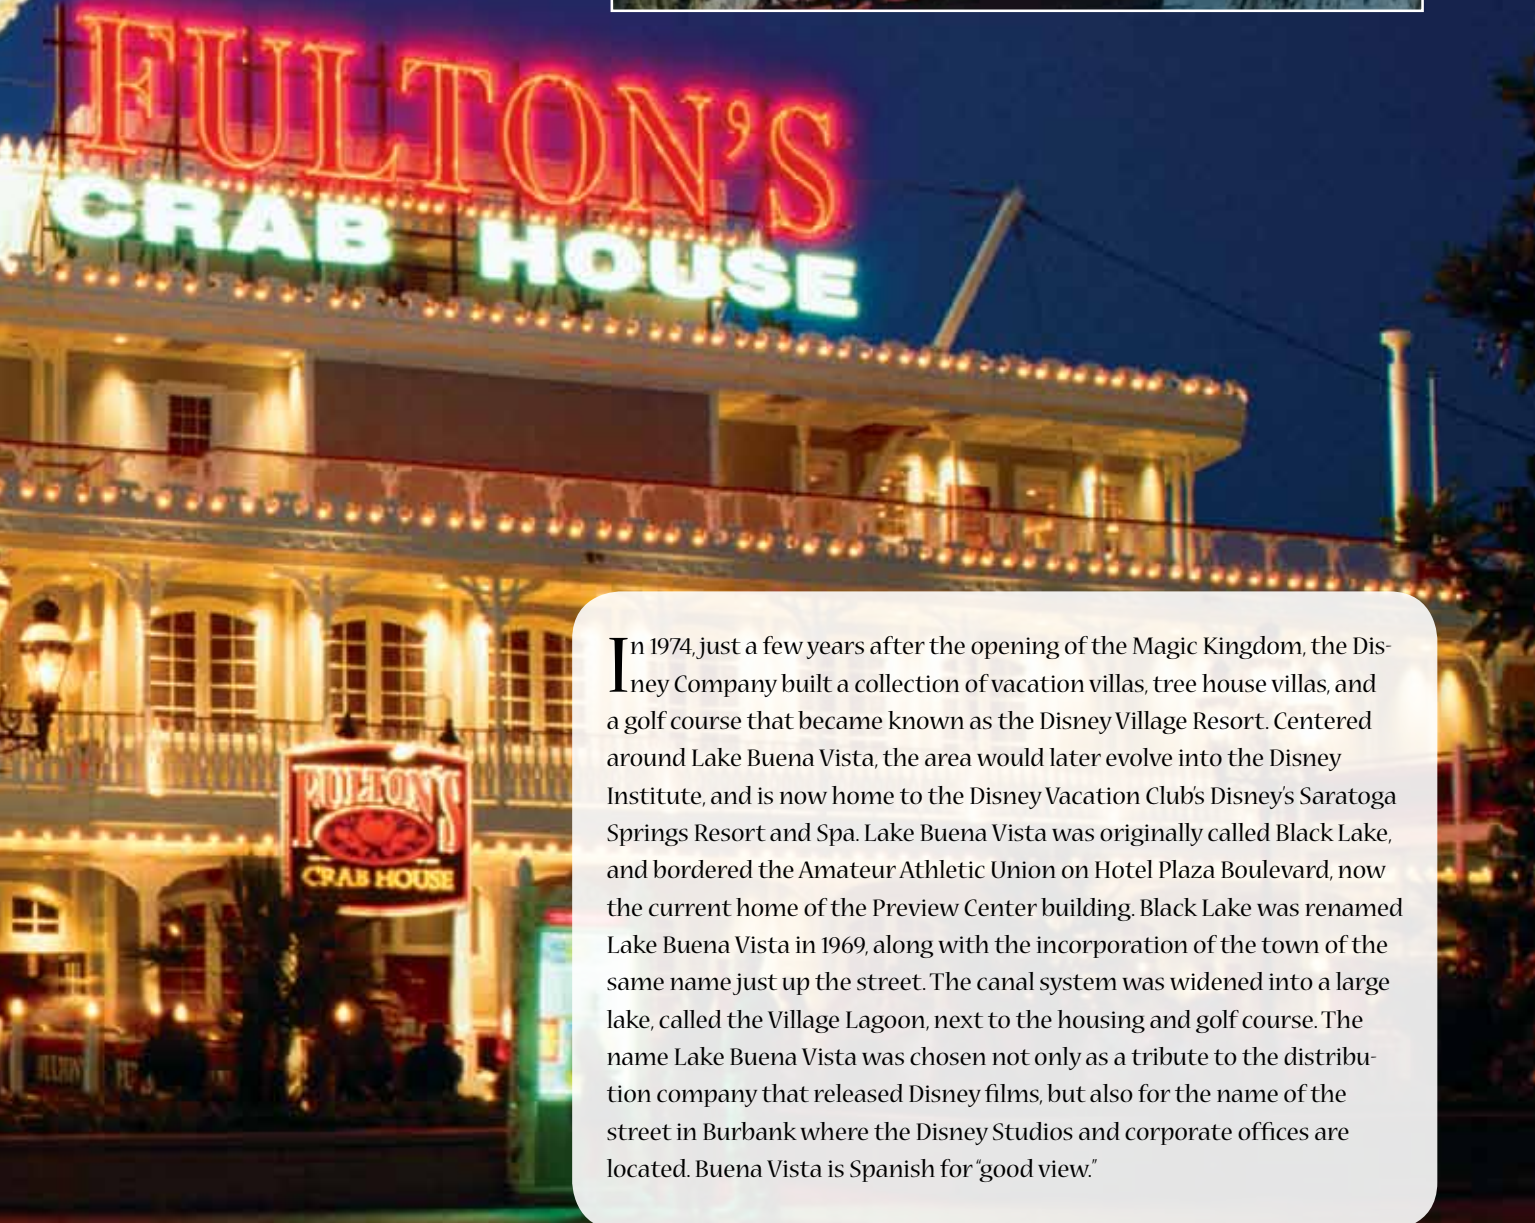 FULTON'S
CRAB HOUSE
FULTON'S
CRAB HOUSE
In 1974, just a few years after the opening of the Magic Kingdom, the Dis-
ney Company built a collection of vacation villas, tree house villas, and
a golf course that became known as the Disney Village Resort. Centered
around Lake Buena Vista, the area would later evolve into the Disney
Institute, and is now home to the Disney Vacation Club's Disney's Saratoga
Springs Resort and Spa. Lake Buena Vista was originally called Black Lake,
and bordered the Amateur Athletic Union on Hotel Plaza Boulevard, now
the current home of the Preview Center building. Black Lake was renamed
Lake Buena Vista in 1969, along with the incorporation of the town of the
same name just up the street. The canal system was widened into a large
lake, called the Village Lagoon, next to the housing and golf course. The
name Lake Buena Vista was chosen not only as a tribute to the distribu-
tion company that released Disney films, but also for the name of the
street in Burbank where the Disney Studios and corporate offices are
located. Buena Vista is Spanish for "good view."